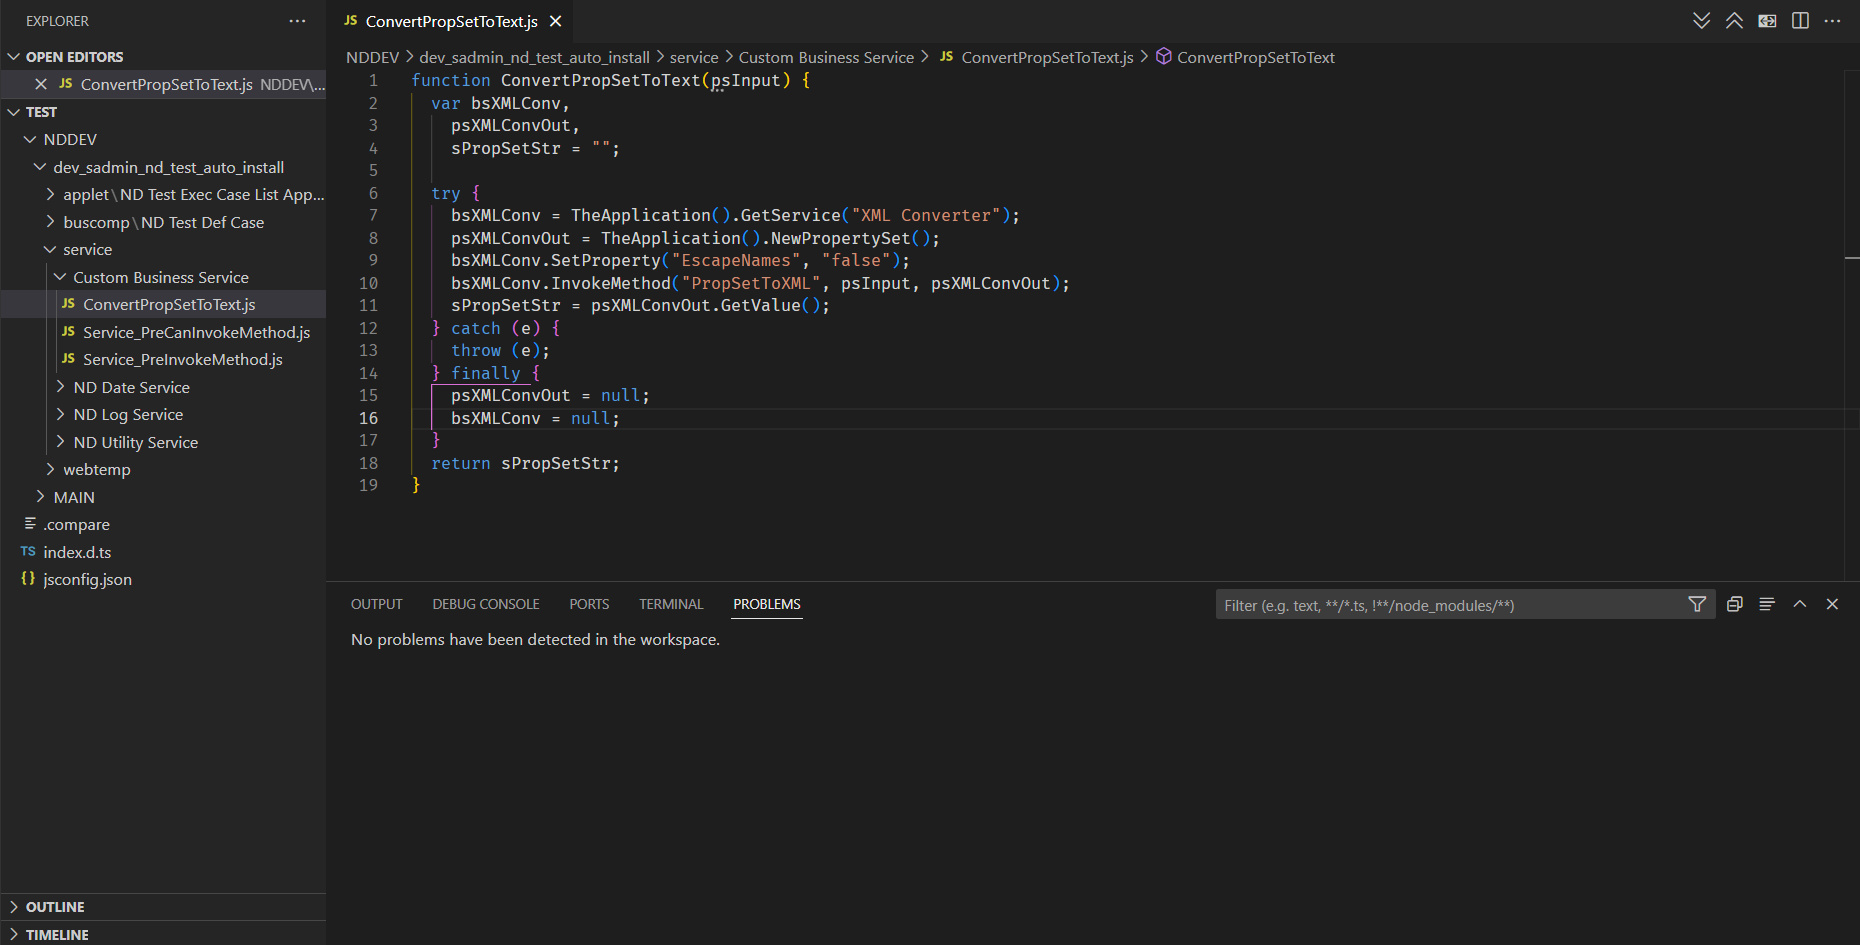 EXPLORER
OPEN EDITORS
JS ConvertPropSetToText.js NDDEV\...
TEST
NDDEV
dev_sadmin_nd_test_auto_install
applet\ND Test Exec Case List App...
buscomp\ND Test Def Case
service
Custom Business Service
JS ConvertPropSetToText.js
JS Service_PreCanInvokeMethod.js
JS Service_PreInvokeMethod.js
ND Date Service
ND Log Service
ND Utility Service
webtemp
MAIN
.compare
TS index.d.ts
{} jsconfig.json
OUTLINE
TIMELINE
JS ConvertPropSetToText.js
NDDEV > dev_sadmin_nd_test_auto_install > service > Custom Business Service > JS ConvertPropSetToText.js > ConvertPropSetToText
1 function ConvertPropSetToText(psInput) {
2 var bsXMLConv,
3 psXMLConvOut,
4 sPropSetStr = "";
5
6 try {
7 bsXMLConv = TheApplication().GetService("XML Converter");
8 psXMLConvOut = TheApplication().NewPropertySet();
9 bsXMLConv.SetProperty("EscapeNames", "false");
10 bsXMLConv.InvokeMethod("PropSetToXML", psInput, psXMLConvOut);
11 sPropSetStr = psXMLConvOut.GetValue();
12 } catch (e) {
13 throw (e);
14 } finally {
15 psXMLConvOut = null;
16 bsXMLConv = null;
17 }
18 return sPropSetStr;
19 }
OUTPUT DEBUG CONSOLE PORTS TERMINAL PROBLEMS
Filter (e.g. text, **/*.ts, !**/node_modules/**)
No problems have been detected in the workspace.